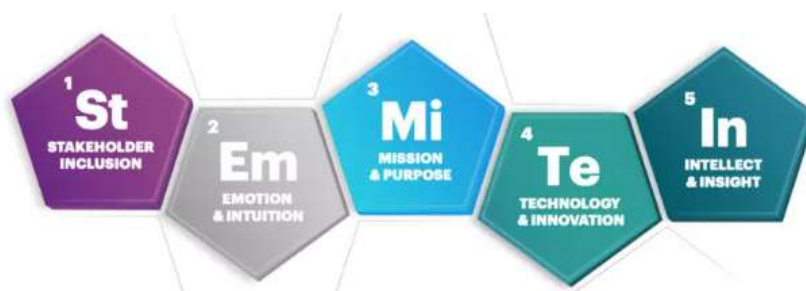 1
St
STAKEHOLDER
INCLUSION
2
Em
EMOTION
& INTUITION
3
Mi
MISSION
& PURPOSE
4
Te
TECHNOLOGY
& INNOVATION
5
In
INTELLECT
& INSIGHT